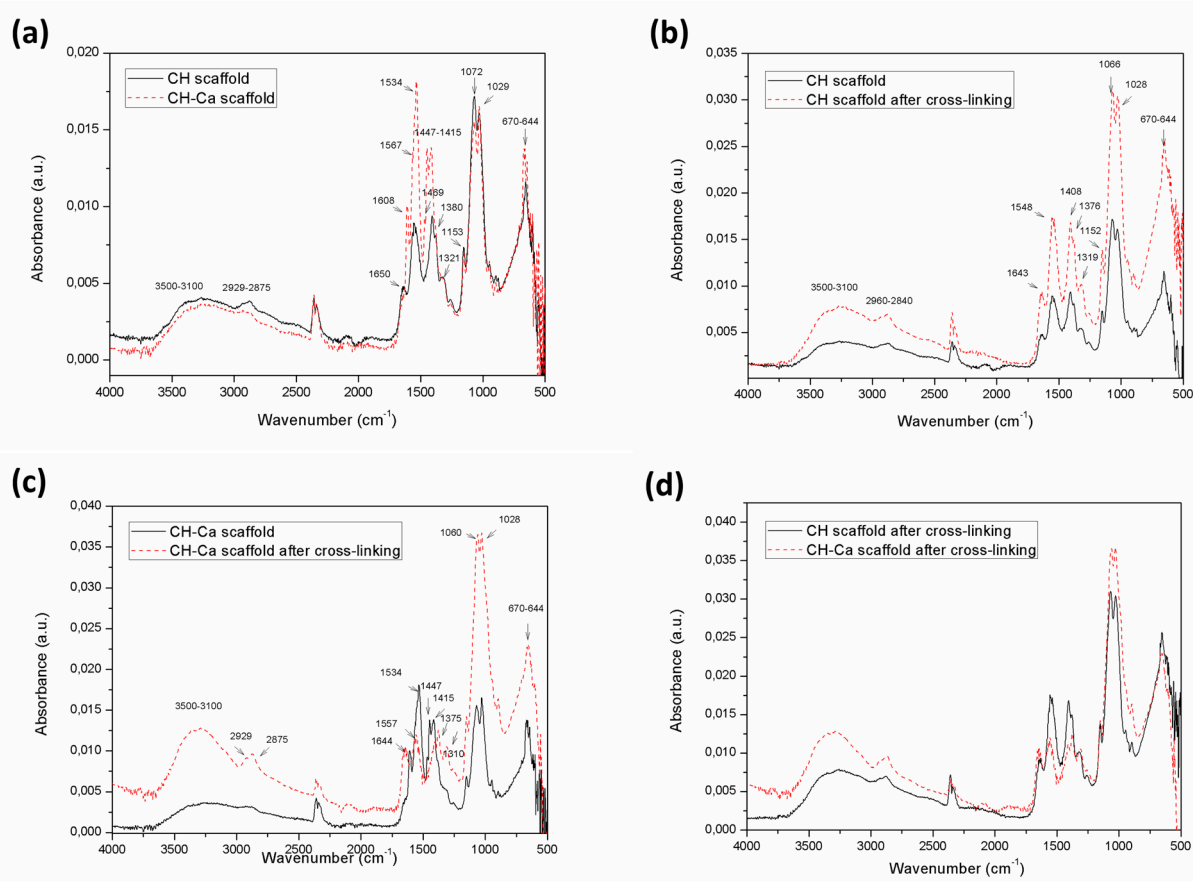 (a)
0,020
0,015
0,010
0,005
0,000
Absorbance (a.u.)
CH scaffold
CH-Ca scaffold
1534
1072
1029
1447-1415
670-644
1567
1469
1608
1380
1153
1321
1650
3500-3100
2929-2875
4000 3500 3000 2500 2000 1500 1000 500
Wavenumber (cm-1)
(b)
0,035
0,030
0,025
0,020
0,015
0,010
0,005
Absorbance (a.u.)
CH scaffold
CH scaffold after cross-linking
1066
1028
670-644
1408
1548
1376
1152
1319
1643
3500-3100
2960-2840
4000 3500 3000 2500 2000 1500 1000 500
Wavenumber (cm-1)
(c)
0,040
0,035
0,030
0,025
0,020
0,015
0,010
0,005
0,000
Absorbance (a.u.)
CH-Ca scaffold
CH-Ca scaffold after cross-linking
1060
1028
670-644
1534
1447
1415
3500-3100
1557
1375
2929
2875
1644
1310
4000 3500 3000 2500 2000 1500 1000 500
Wavenumber (cm-1)
(d)
0,040
0,035
0,030
0,025
0,020
0,015
0,010
0,005
0,000
Absorbance (a.u.)
CH scaffold after cross-linking
CH-Ca scaffold after cross-linking
4000 3500 3000 2500 2000 1500 1000 500
Wavenumber (cm-1)